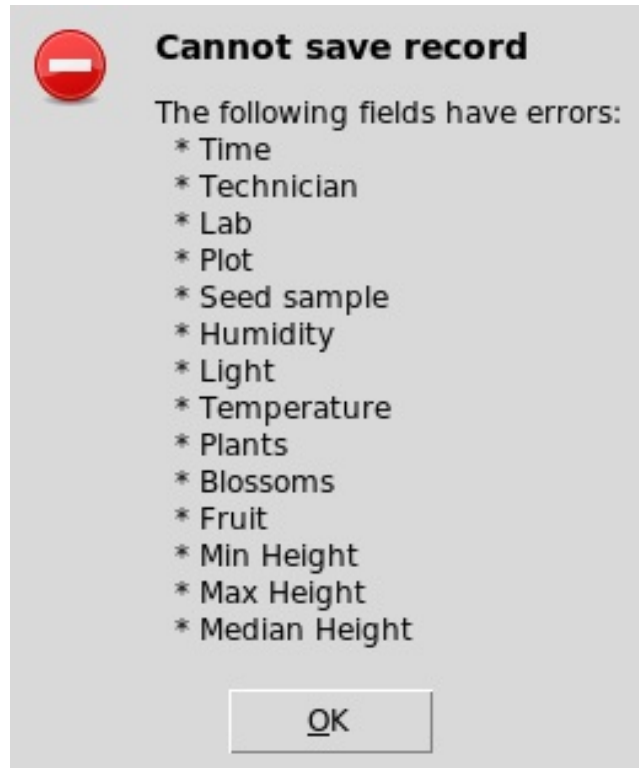 Cannot save record
The following fields have errors:
* Time
* Technician
* Lab
* Plot
* Seed sample
* Humidity
* Light
* Temperature
* Plants
* Blossoms
* Fruit
* Min Height
* Max Height
* Median Height
OK